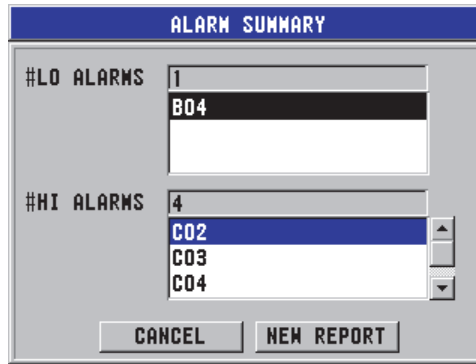 ALARM SUMMARY
#LO ALARMS 1
B04
#HI ALARMS 4
C02
C03
C04
CANCEL NEW REPORT